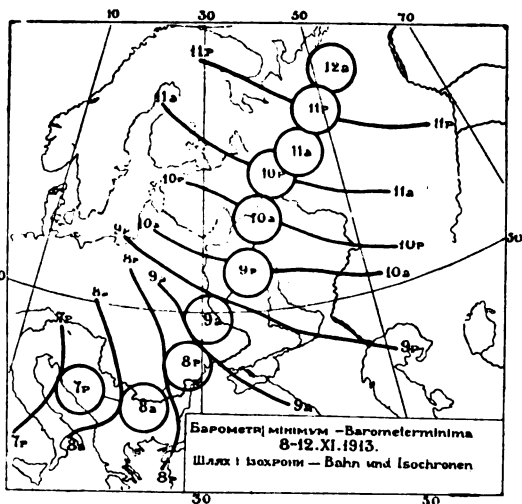 10 30 50 70
11p
12a
11p
11a
11p
11a
10p
10p
11a
10a
10a
10p
9p
8p
9p
10a
9a
8a
7p
8p
9p
7p
8a
9a
7p
8a
8p
БАРОМЕТР. МІНІМУМ – Barometerminima
8-12.XI.1913.
Шлях і ізохрони – Bahn und Isochronen
30 50